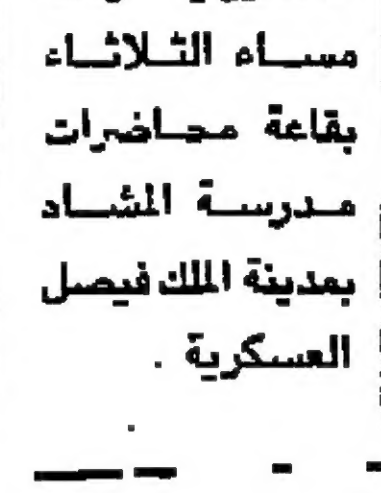 مساء الثلاثاء
بقاعة محاضرات
مدرسة المشاة
بمدينة الملك فيصل
العسكرية .